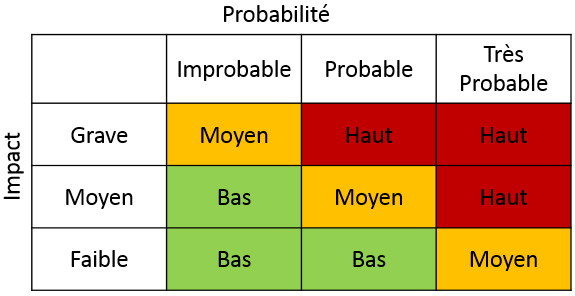 Probabilité
Improbable Probable Très Probable
Impact
Grave Moyen Haut Haut
Moyen Bas Moyen Haut
Faible Bas Bas Moyen